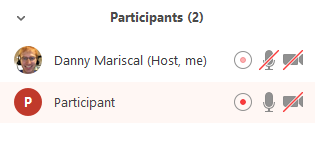 Participants (2)
Danny Mariscal (Host, me)
P Participant